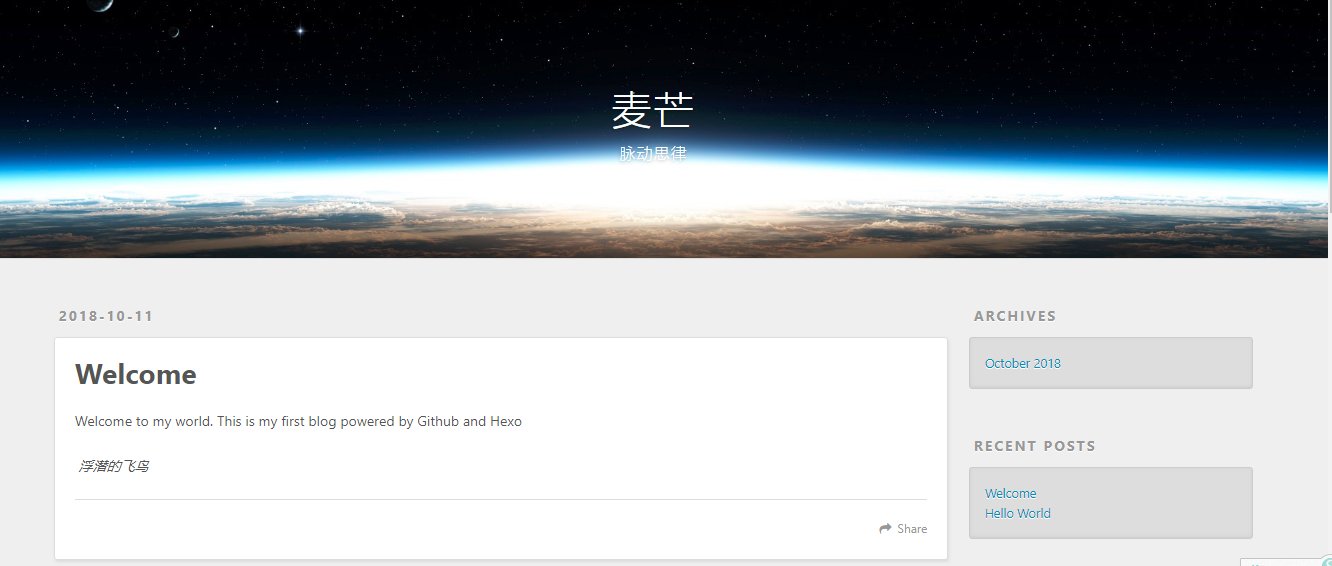 麦芒
脉动思律
2018-10-11
Welcome
Welcome to my world. This is my first blog powered by Github and Hexo
浮潜的飞鸟
Share
ARCHIVES
October 2018
RECENT POSTS
Welcome
Hello World